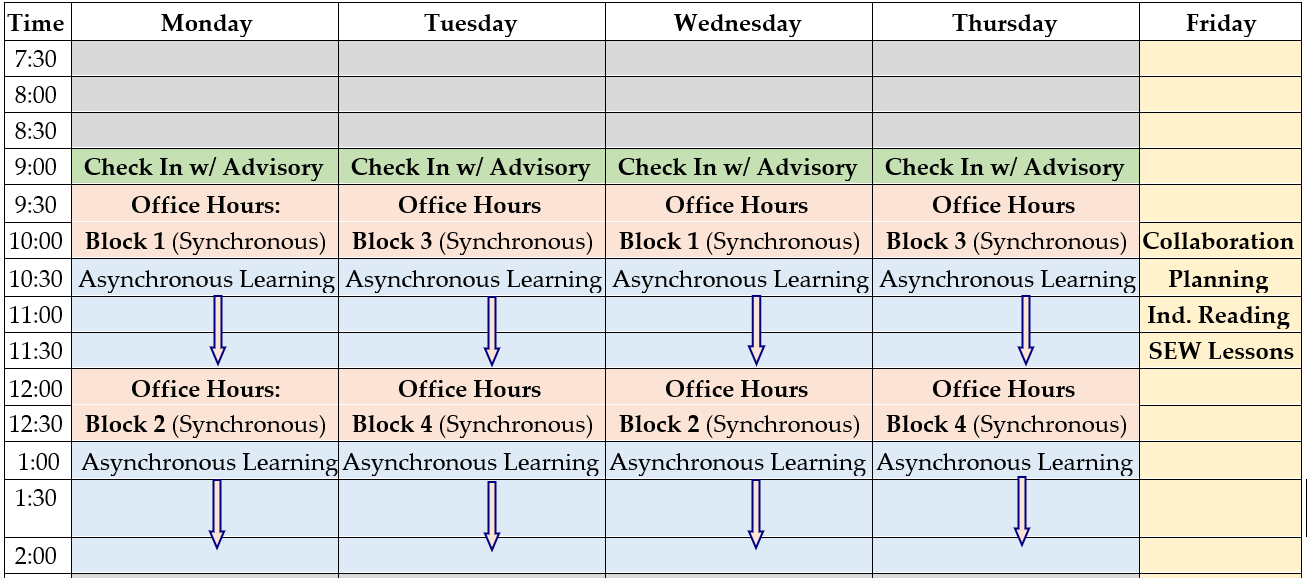 Time Monday Tuesday Wednesday Thursday Friday
7:30
8:00
8:30
9:00 Check In w/ Advisory Check In w/ Advisory Check In w/ Advisory Check In w/ Advisory
9:30 Office Hours: Office Hours Office Hours Office Hours
10:00 Block 1 (Synchronous) Block 3 (Synchronous) Block 1 (Synchronous) Block 3 (Synchronous) Collaboration
10:30 Asynchronous Learning Asynchronous Learning Asynchronous Learning Asynchronous Learning Planning
11:00 Ind. Reading
11:30 SEW Lessons
12:00 Office Hours: Office Hours Office Hours Office Hours
12:30 Block 2 (Synchronous) Block 4 (Synchronous) Block 2 (Synchronous) Block 4 (Synchronous)
1:00 Asynchronous Learning Asynchronous Learning Asynchronous Learning Asynchronous Learning
1:30
2:00